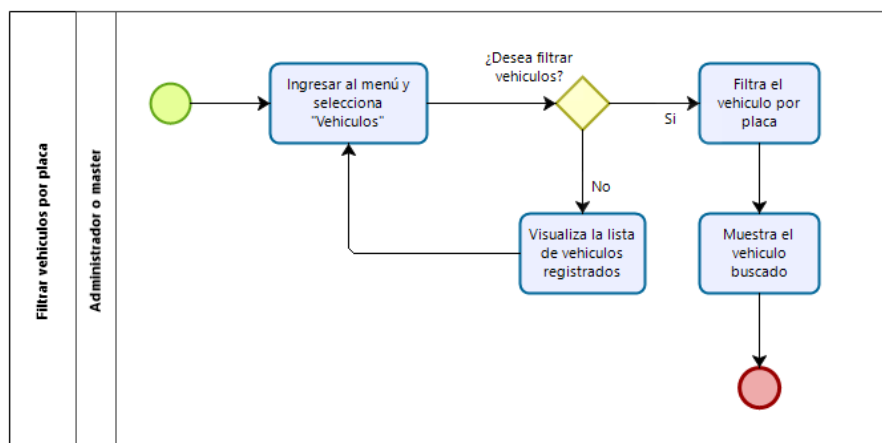 Filtrar vehiculos por placa
Administrador o master
Ingresar al menú y
selecciona
"Vehiculos"
¿Desea filtrar
vehiculos?
Si
Filtra el
vehiculo por
placa
No
Visualiza la lista
de vehiculos
registrados
Muestra el
vehiculo
buscado